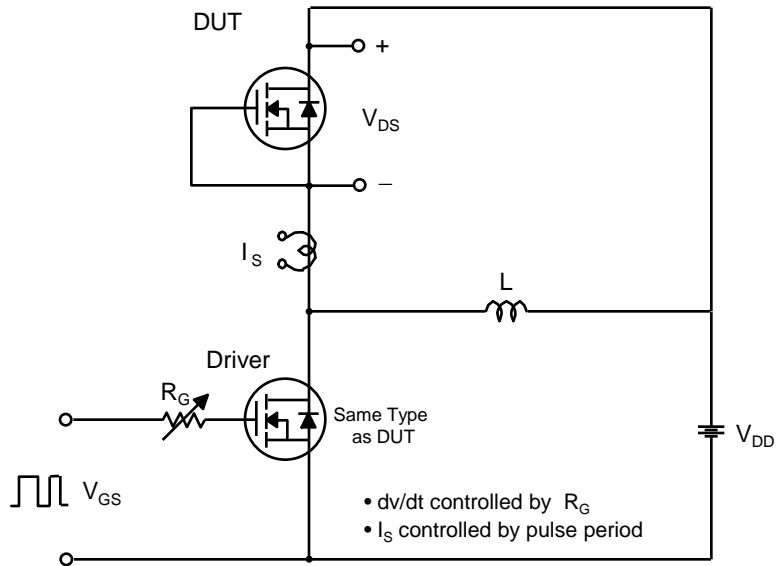 DUT
+
V_DS
−
I_S
L
Driver
R_G
Same Type
as DUT
V_DD
V_GS
• dv/dt controlled by R_G
• I_S controlled by pulse period